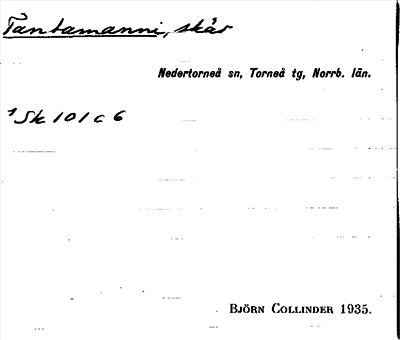 Tantamanni, skär
Nedertorneå sn, Torneå tg, Norrb. län.
1 Sk 101 c 6
BJÖRN COLLINDER 1935.